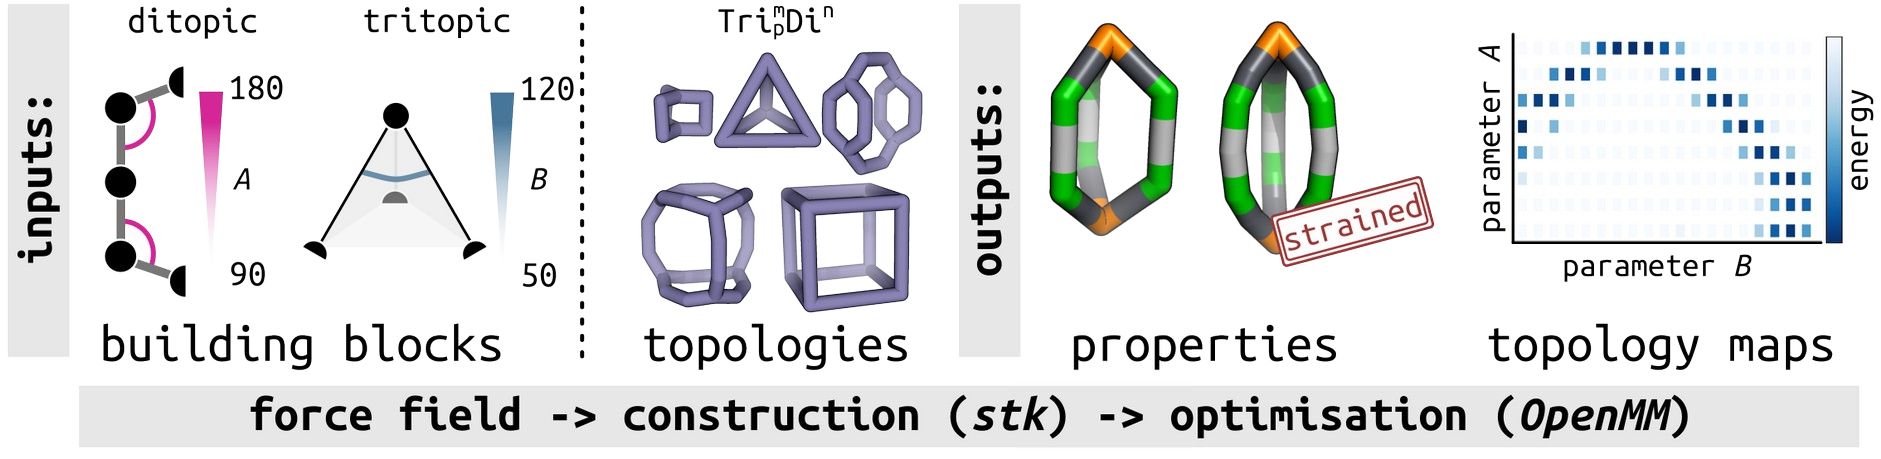 inputs:
ditopic
tritopic
180
A
90
120
B
50
building blocks
Tri^m_pDi^n
topologies
outputs:
strained
properties
parameter A
parameter B
energy
topology maps
force field -> construction (stk) -> optimisation (OpenMM)